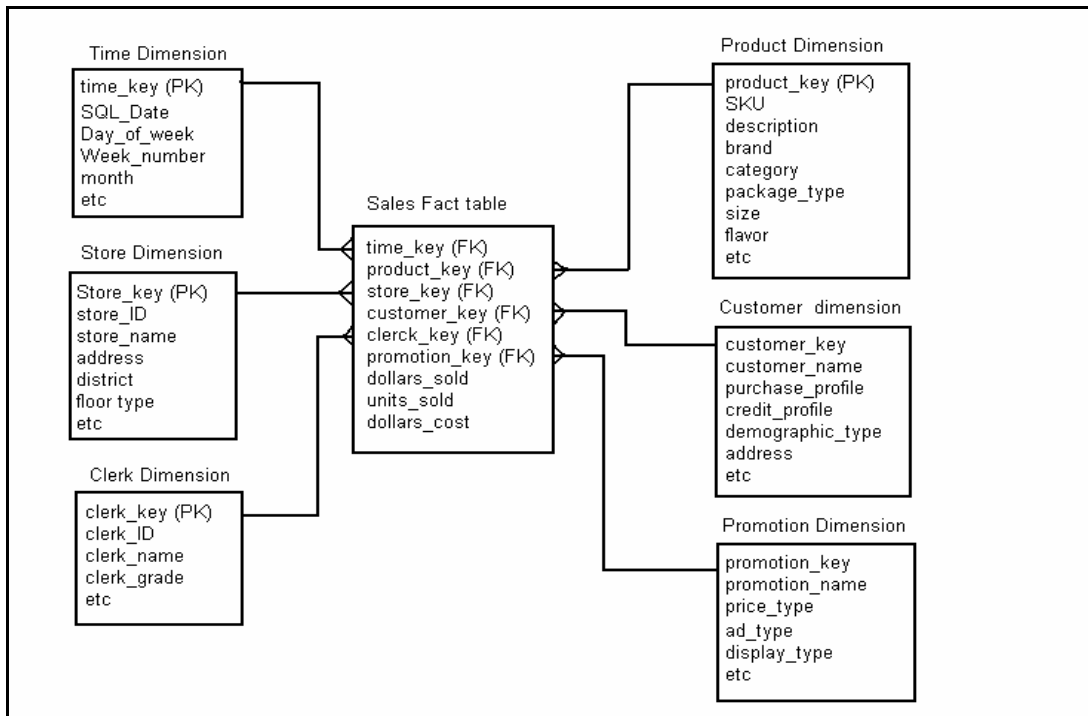 Time Dimension
time_key (PK)
SQL_Date
Day_of_week
Week_number
month
etc
Store Dimension
Store_key (PK)
store_ID
store_name
address
district
floor type
etc
Clerk Dimension
clerk_key (PK)
clerk_ID
clerk_name
clerk_grade
etc
Sales Fact table
time_key (FK)
product_key (FK)
store_key (FK)
customer_key (FK)
clerck_key (FK)
promotion_key (FK)
dollars_sold
units_sold
dollars_cost
Product Dimension
product_key (PK)
SKU
description
brand
category
package_type
size
flavor
etc
Customer dimension
customer_key
customer_name
purchase_profile
credit_profile
demographic_type
address
etc
Promotion Dimension
promotion_key
promotion_name
price_type
ad_type
display_type
etc